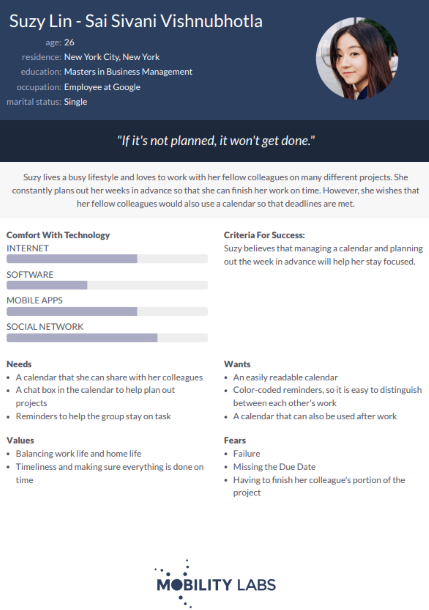 Suzy Lin - Sai Sivani Vishnubhotla
age: 26
residence: New York City, New York
education: Masters in Business Management
occupation: Employee at Google
marital status: Single
"If it's not planned, it won't get done."
Suzy lives a busy lifestyle and loves to work with her fellow colleagues on many different projects. She
constantly plans out her weeks in advance so that she can finish her work on time. However, she wishes that
her fellow colleagues would also use a calendar so that deadlines are met.
Comfort With Technology
INTERNET
SOFTWARE
MOBILE APPS
SOCIAL NETWORK
Criteria For Success:
Suzy believes that managing a calendar and planning
out the week in advance will help her stay focused.
Needs
• A calendar that she can share with her colleagues
• A chat box in the calendar to help plan out
projects
• Reminders to help the group stay on task
Wants
• An easily readable calendar
• Color-coded reminders, so it is easy to distinguish
between each other's work
• A calendar that can also be used after work
Values
• Balancing work life and home life
• Timeliness and making sure everything is done on
time
Fears
• Failure
• Missing the Due Date
• Having to finish her colleague's portion of the
project
MOBILITY LABS